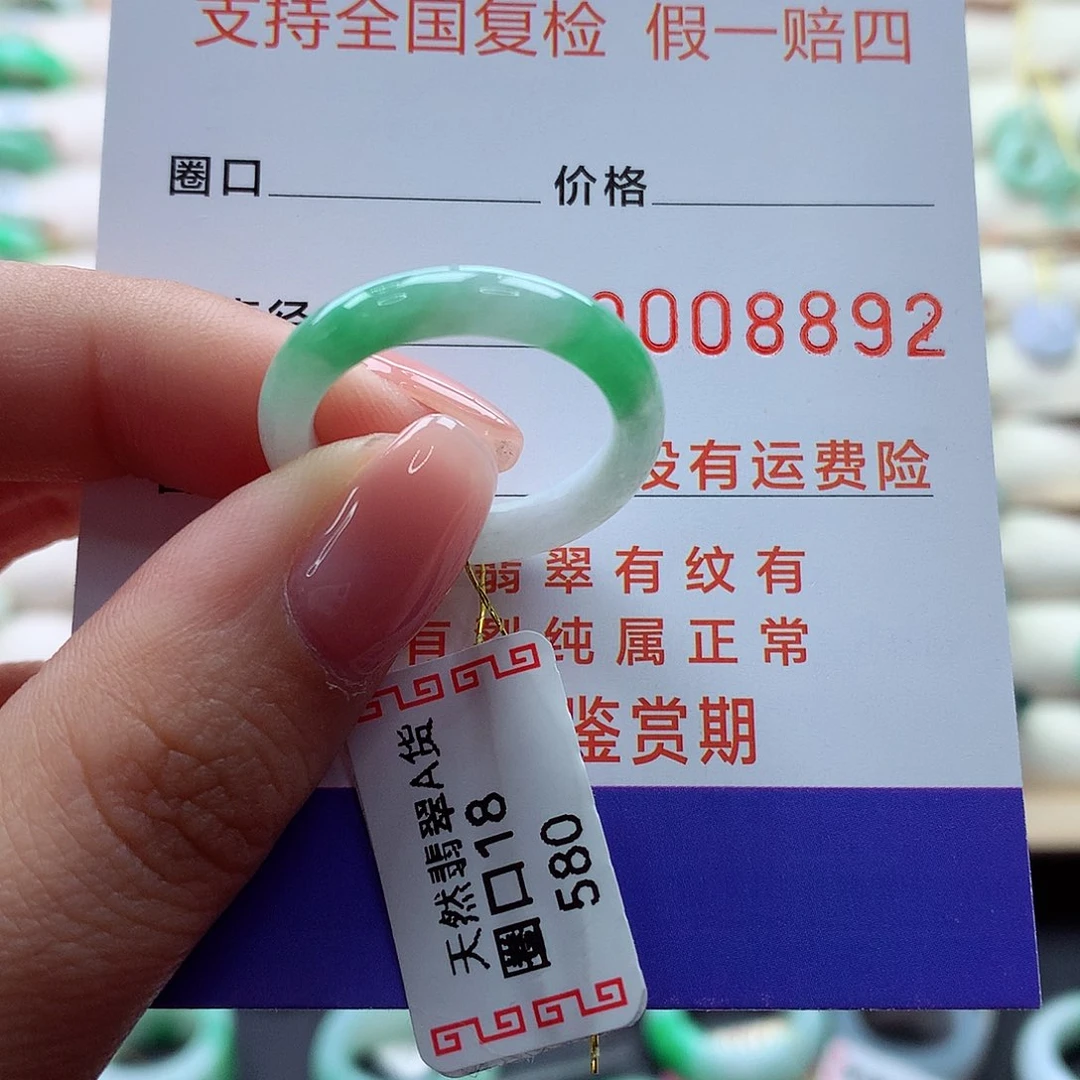 支持全国复检 假一赔四
圈口 价格
008892
没有运费险
翡翠有纹有
有裂纯属正常
鉴赏期
天然翡翠A货
圈口18
580